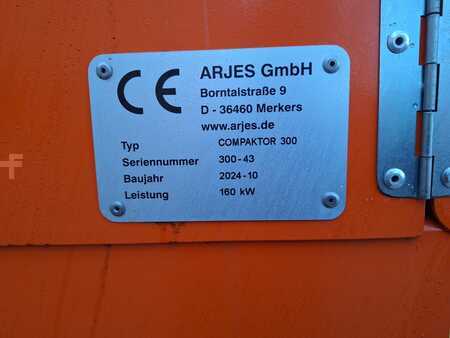 CE
ARJES GmbH
Borntalstraße 9
D - 36460 Merkers
www.arjes.de
Typ COMPAKTOR 300
Seriennummer 300-43
Baujahr 2024-10
Leistung 160 kW